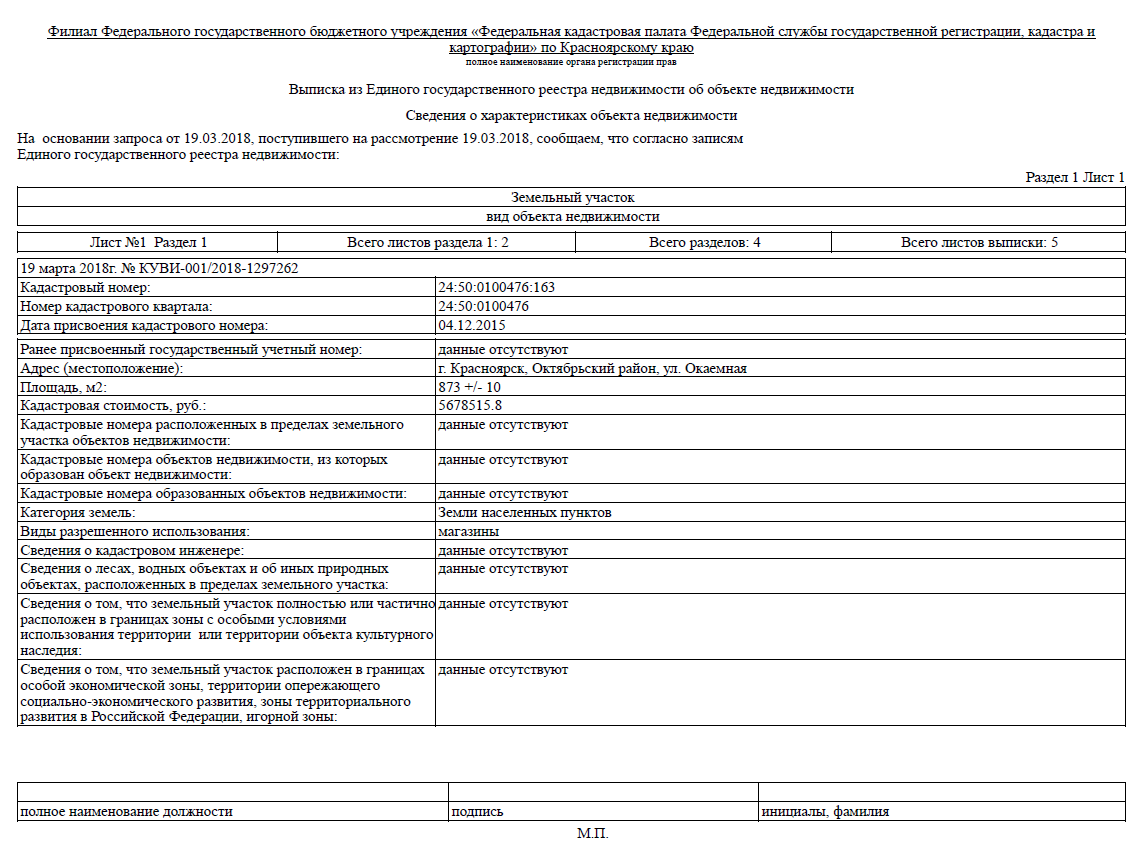 Филиал Федерального государственного бюджетного учреждения «Федеральная кадастровая палата Федеральной службы государственной регистрации, кадастра и
картографии» по Красноярскому краю
полное наименование органа регистрации прав
Выписка из Единого государственного реестра недвижимости об объекте недвижимости
Сведения о характеристиках объекта недвижимости
На основании запроса от 19.03.2018, поступившего на рассмотрение 19.03.2018, сообщаем, что согласно записям
Единого государственного реестра недвижимости:
Раздел 1 Лист 1
Земельный участок
вид объекта недвижимости
Лист №1 Раздел 1 Всего листов раздела 1: 2 Всего разделов: 4 Всего листов выписки: 5
19 марта 2018г. № КУВИ-001/2018-1297262
Кадастровый номер: 24:50:0100476:163
Номер кадастрового квартала: 24:50:0100476
Дата присвоения кадастрового номера: 04.12.2015
Ранее присвоенный государственный учетный номер: данные отсутствуют
Адрес (местоположение): г. Красноярск, Октябрьский район, ул. Окаемная
Площадь, м2: 873 +/- 10
Кадастровая стоимость, руб.: 5678515.8
Кадастровые номера расположенных в пределах земельного данные отсутствуют
участка объектов недвижимости:
Кадастровые номера объектов недвижимости, из которых данные отсутствуют
образован объект недвижимости:
Кадастровые номера образованных объектов недвижимости: данные отсутствуют
Категория земель: Земли населенных пунктов
Виды разрешенного использования: магазины
Сведения о кадастровом инженере: данные отсутствуют
Сведения о лесах, водных объектах и об иных природных данные отсутствуют
объектах, расположенных в пределах земельного участка:
Сведения о том, что земельный участок полностью или частично данные отсутствуют
расположен в границах зоны с особыми условиями
использования территории или территории объекта культурного
наследия:
Сведения о том, что земельный участок расположен в границах данные отсутствуют
особой экономической зоны, территории опережающего
социально-экономического развития, зоны территориального
развития в Российской Федерации, игорной зоны:
полное наименование должности подпись инициалы, фамилия
М.П.